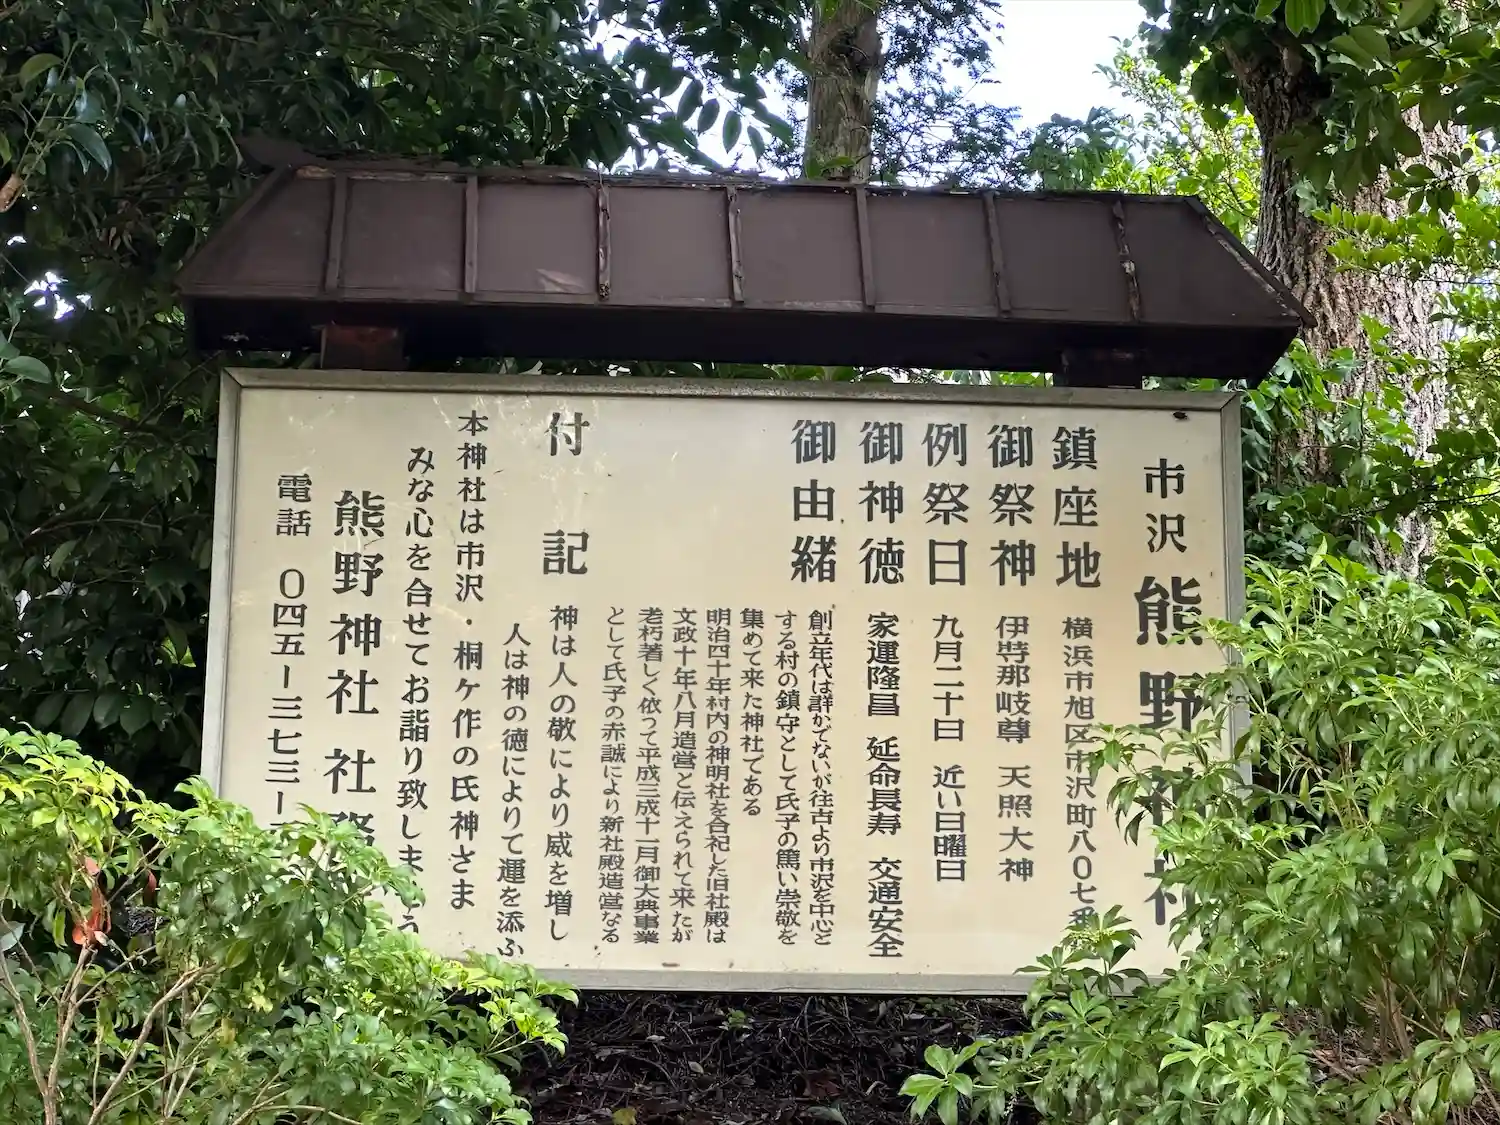 市沢 熊野神社
鎮座地 横浜市旭区市沢町八〇七番
御祭神 伊弉那岐尊 天照大神
例祭日 九月二十日 近い日曜日
御神徳 家運隆昌 延命長寿 交通安全
御由緒 創立年代は詳かでないが往古より市沢を中心と
する村の鎮守として氏子の篤い崇敬を
集めて来た神社である
明治四十年村内の神明社を合祀した旧社殿は
文政十年八月造営と伝えられて来たが
老朽著しく依って平成三成十一月御大典事業
として氏子の赤誠により新社殿造営なる
付記 神は人の敬により威を増し
人は神の徳によりて運を添ふ
本神社は市沢・桐ケ作の氏神さま
みな心を合せてお詣り致しましょう
熊野神社 社務
電話 〇四五ー三七三ー